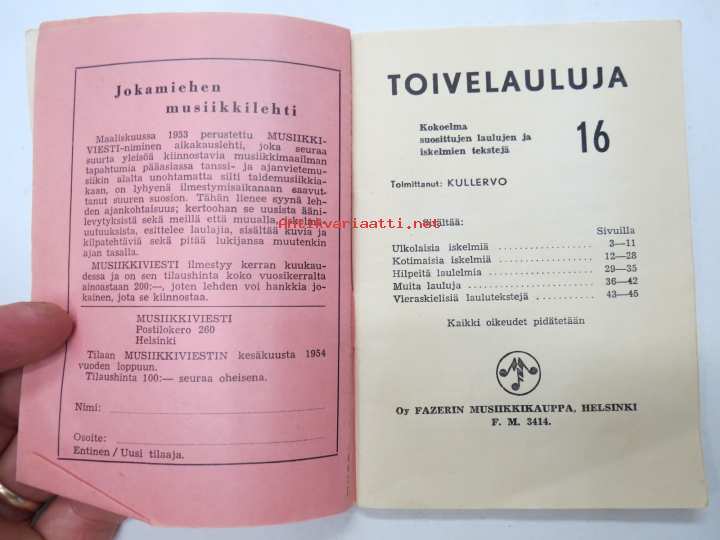 Jokamiehen
musiikkilehti
Maaliskuussa 1953 perustettu MUSIIKKI-
VIESTI-niminen aikakauslehti, joka seuraa
suurta yleisöä kiinnostavia musiikkimaailman
tapahtumia pääasiassa tanssi- ja ajanvietemu-
siikin alalta unohtamatta silti taidemusiikkia-
kaan, on lyhyenä ilmestymisaikanaan saavut-
tanut suuren suosion. Tähän lienee syynä leh-
den ajankohtaisuus; kertoohan se uusista ääni-
levytyksistä sekä meillä että muualla, iskelmä-
uutuuksista, esittelee laulajia, sisältää kuvia ja
kilpatehtäviä sekä pitää lukijansa muutenkin
ajan tasalla.
MUSIIKKIVIESTI ilmestyy kerran kuukau-
dessa ja on sen tilaushinta koko vuosikerralta
ainoastaan 200:—, joten lehden voi hankkia jo-
kainen, jota se kiinnostaa.
MUSIIKKIVIESTI
Postilokero 260
Helsinki
Tilaan MUSIIKKIVIESTIN kesäkuusta 1954
vuoden loppuun.
Tilaushinta 100:— seuraa oheisena.
Nimi:
Osoite:
Entinen / Uusi tilaaja.
TOIVELAULUJA
Kokoelma
suosittujen laulujen ja
iskelmien tekstejä
16
Toimittanut: KULLERVO
Antikvariaatti.net
Sisältää:
Sivuilla
Ulkolaisia iskelmiä .................. 3—11
Kotimaisia iskelmiä .................. 12—28
Hilpeitä laulelmia .................. 29—35
Muita lauluja .................. 36—42
Vieraskielisiä laulutekstejä .................. 43—45
Kaikki oikeudet pidätetään
Oy FAZERIN MUSIIKKIKAUPPA, HELSINKI
F. M. 3414.